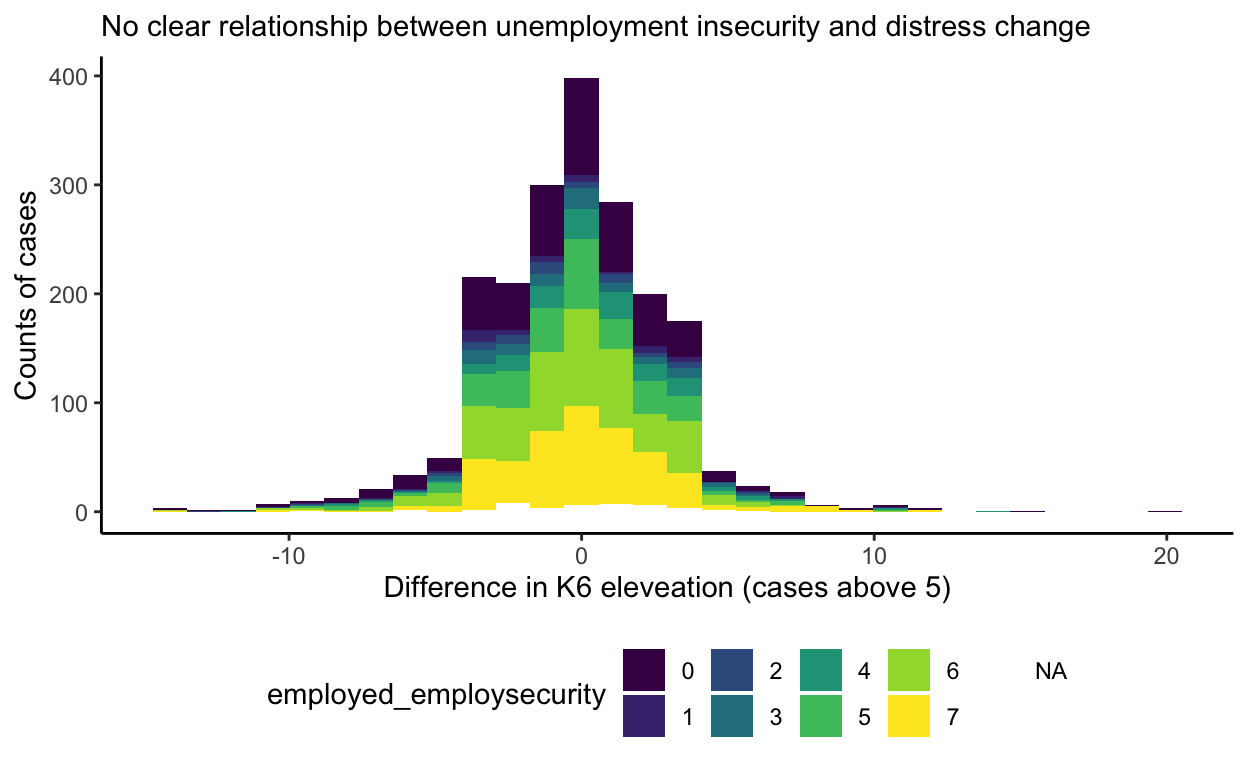 No clear relationship between unemployment insecurity and distress change
Counts of cases
400
300
200
100
0
-10 0 10 20
Difference in K6 eleveation (cases above 5)
employed_employsecurity
0 2 4 6 NA
1 3 5 7